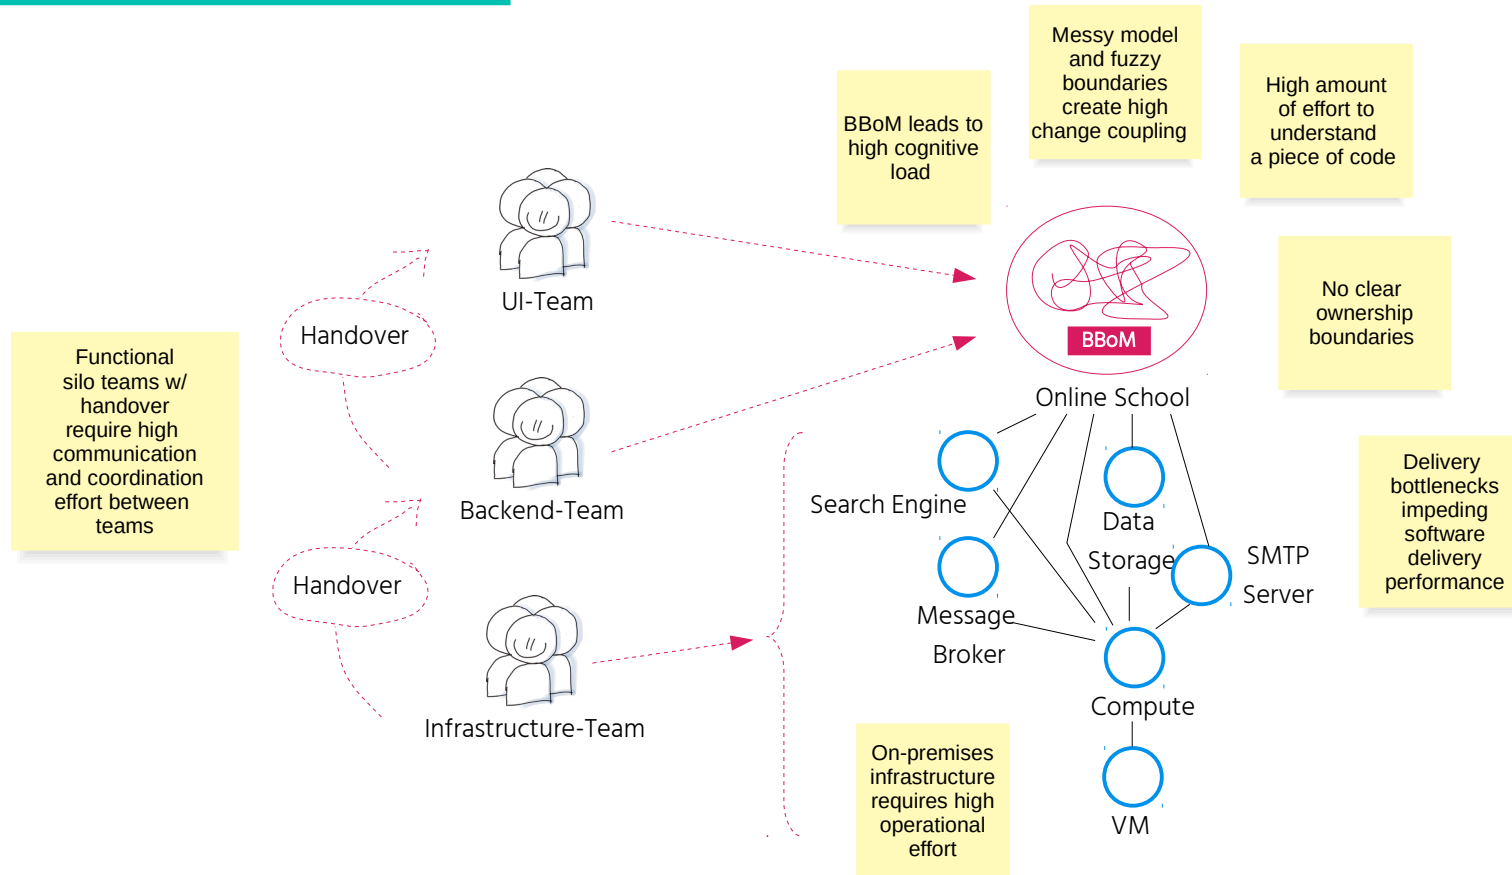 Messy model
and fuzzy
boundaries
create high
change coupling
High amount
of effort to
understand
a piece of code
BBoM leads to
high cognitive
load
UI-Team
Handover
No clear
ownership
boundaries
BBoM
Functional
silo teams w/
handover
require high
communication
and coordination
effort between
teams
Online School
Backend-Team
Search Engine
Data
Storage
Delivery
bottlenecks
impeding
software
delivery
performance
SMTP
Server
Handover
Message
Broker
Infrastructure-Team
Compute
On-premises
infrastructure
requires high
operational
effort
VM